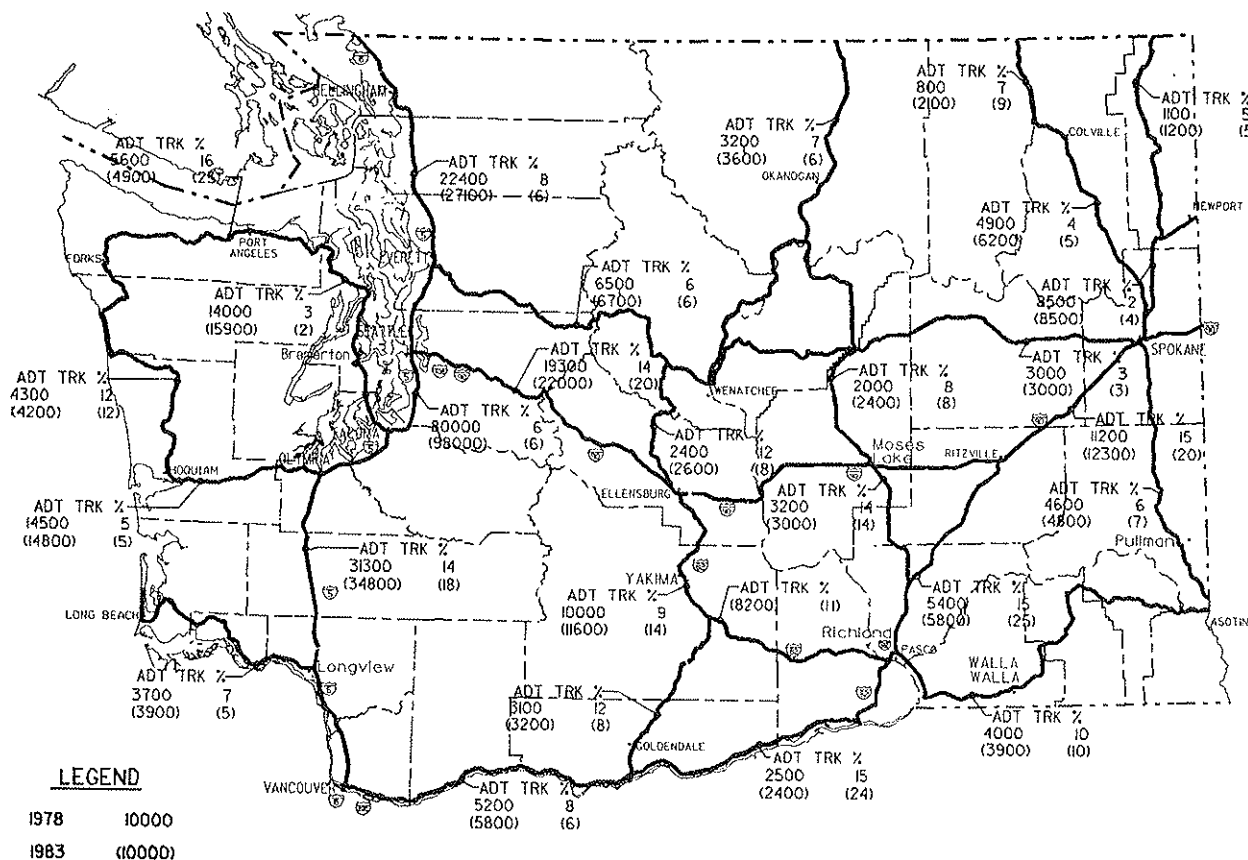 ADT TRK %
800 7
(2100) (9)
ADT TRK %
1100 5
(1200)
BELLINGHAM
ADT TRK %
5600 16
(4900) (25)
ADT TRK %
22400 8
(27100) (6)
ADT TRK %
3200 7
(3600) (6)
OKANOGAN
COLVILLE
ADT TRK %
4900 4
(6200) (5)
NEWPORT
FORKS
PORT
ANGELES
EVERETT
ADT TRK %
14000 3
(15900) (2)
ADT TRK %
6500 6
(6700) (6)
ADT TRK %
8500 2
(8500) (4)
SEATTLE
Bremerton
ADT TRK %
19300 14
(22000) (20)
SPOKANE
ADT TRK %
3000 3
(3000) (3)
ADT TRK %
4300 12
(4200) (12)
WENATCHEE
ADT TRK %
2000 8
(2400) (8)
ADT TRK %
80000 6
(98000) (6)
ADT TRK %
11200 15
(12300) (20)
TACOMA
OLYMPIA
HOQUIAM
ADT TRK %
2400 12
(2600) (8)
Moses
Lake
RITZVILLE
ELLENSBURG
ADT TRK %
3200 14
(3000) (14)
ADT TRK %
4600 6
(4800) (7)
Pullman
ADT TRK %
14500 5
(14800) (5)
ADT TRK %
31300 14
(34800) (18)
YAKIMA
ADT TRK %
10000 9
(11600) (14)
ADT TRK %
(8200) (11)
ADT TRK %
5400 15
(5800) (25)
LONG BEACH
ASOTIN
Richland
PASCO
WALLA
WALLA
Longview
ADT TRK %
3700 7
(3900) (5)
ADT TRK %
3100 12
(3200) (8)
ADT TRK %
4000 10
(3900) (10)
GOLDENDALE
ADT TRK %
2500 15
(2400) (24)
VANCOUVER
ADT TRK %
5200 8
(5800) (6)
LEGEND
1978 10000
1983 (10000)